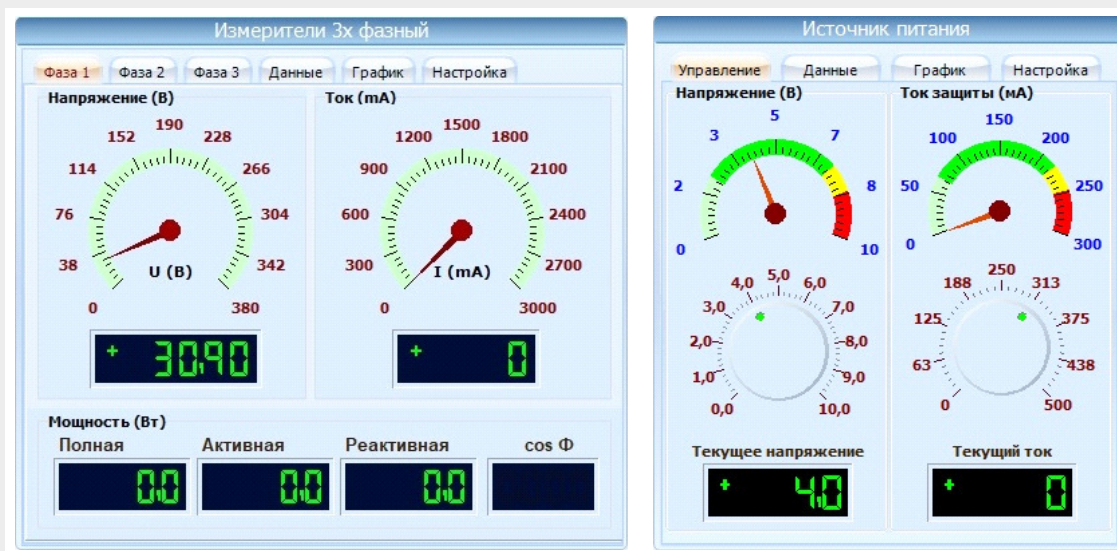 Измерители 3х фазный
Фаза 1 Фаза 2 Фаза 3 Данные График Настройка
Напряжение (В)
190
152 228
114 266
76 304
38 342
0 380
U (В)
+ 30,90
Ток (mA)
1500
1200 1800
900 2100
600 2400
300 2700
0 3000
I (mA)
+ 0
Мощность (Вт)
Полная Активная Реактивная cos Ф
0,0 0,0 0,0
Источник питания
Управление Данные График Настройка
Напряжение (В)
5
3 7
2 8
0 10
5,0
4,0 6,0
3,0 7,0
2,0 8,0
1,0 9,0
0,0 10,0
Текущее напряжение
+ 4,0
Ток защиты (мА)
150
100 200
50 250
0 300
250
188 313
125 375
63 438
0 500
Текущий ток
+ 0